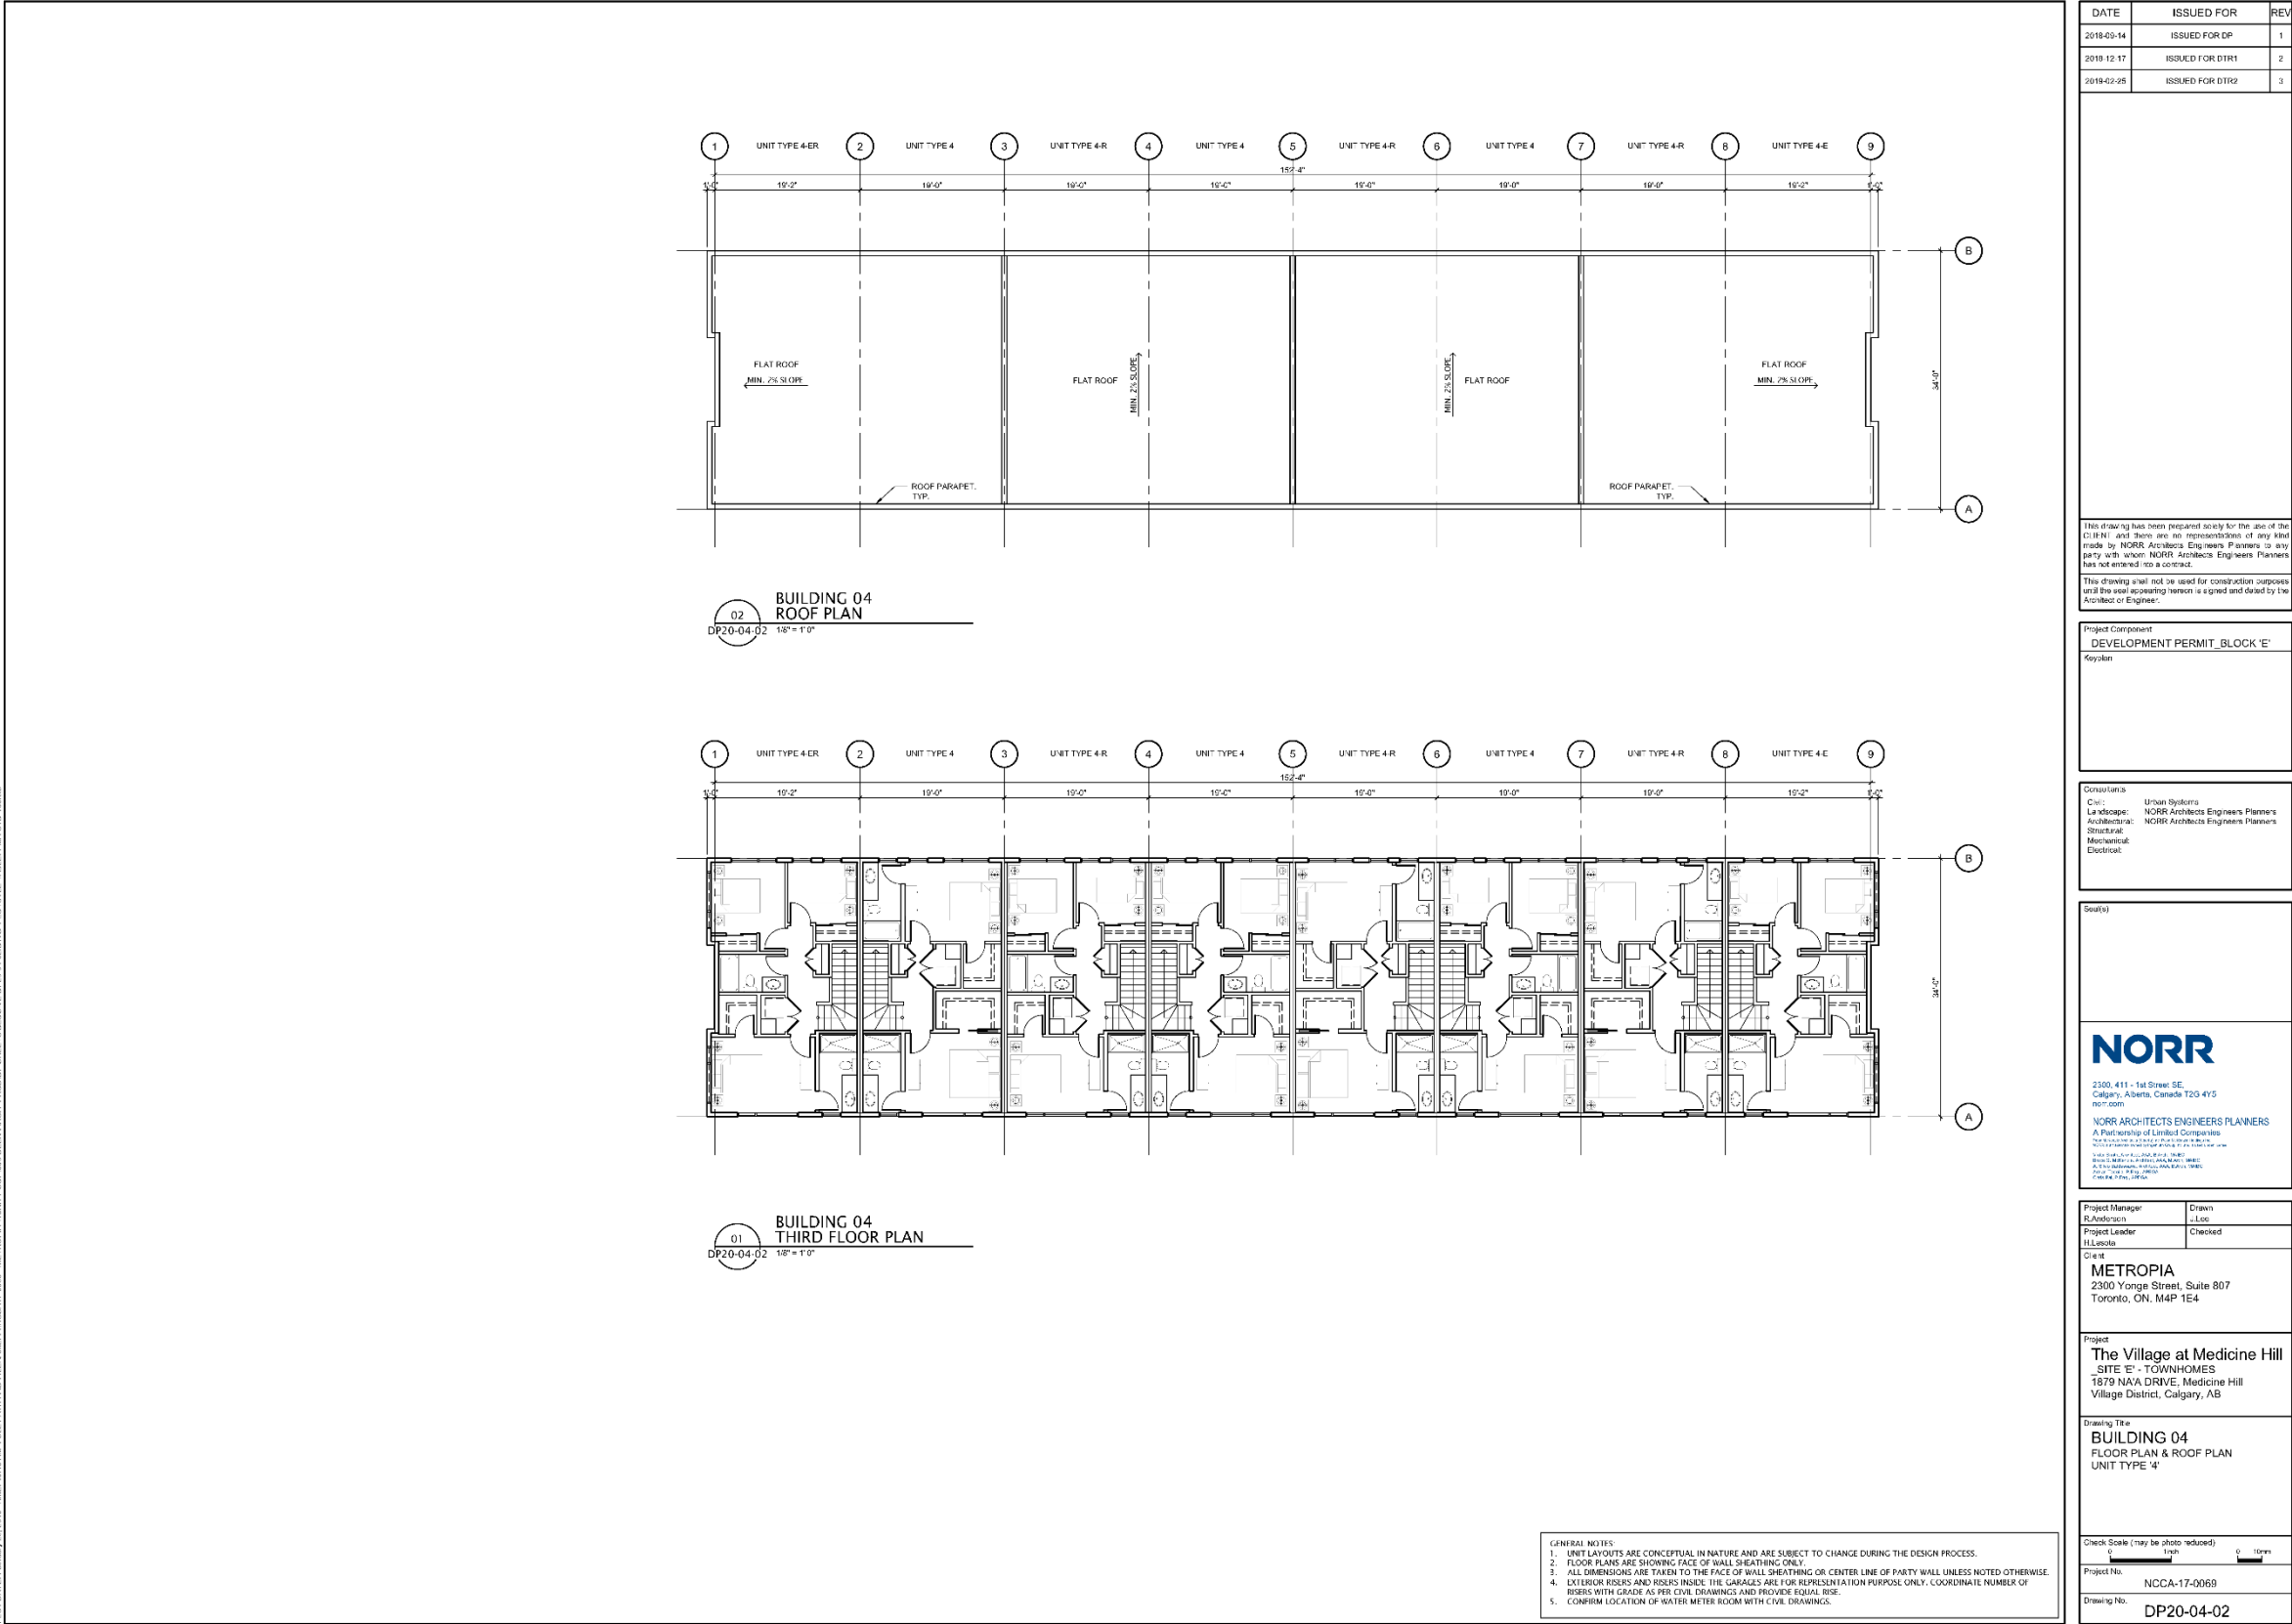 1 UNIT TYPE 4-ER 2 UNIT TYPE 4 3 UNIT TYPE 4-R 4 UNIT TYPE 4 5 UNIT TYPE 4-R 6 UNIT TYPE 4 7 UNIT TYPE 4-R 8 UNIT TYPE 4-E 9
152'-4"
1'-0" 19'-2" 19'-0" 19'-0" 19'-0" 19'-0" 19'-0" 19'-0" 19'-2" 1'-0"
B
FLAT ROOF
MIN. 2% SLOPE
FLAT ROOF
MIN. 2% SLOPE
MIN. 2% SLOPE
FLAT ROOF
FLAT ROOF
MIN. 2% SLOPE
34'-0"
ROOF PARAPET.
TYP.
ROOF PARAPET.
TYP.
A
02
DP20-04-02
BUILDING 04
ROOF PLAN
1/8" = 1'0"
1 UNIT TYPE 4-ER 2 UNIT TYPE 4 3 UNIT TYPE 4-R 4 UNIT TYPE 4 5 UNIT TYPE 4-R 6 UNIT TYPE 4 7 UNIT TYPE 4-R 8 UNIT TYPE 4-E 9
152'-4"
1'-0" 19'-2" 19'-0" 19'-0" 19'-0" 19'-0" 19'-0" 19'-0" 19'-2" 1'-0"
B
34'-0"
A
01
DP20-04-02
BUILDING 04
THIRD FLOOR PLAN
1/8" = 1'0"
GENERAL NOTES:
1. UNIT LAYOUTS ARE CONCEPTUAL IN NATURE AND ARE SUBJECT TO CHANGE DURING THE DESIGN PROCESS.
2. FLOOR PLANS ARE SHOWING FACE OF WALL SHEATHING ONLY.
3. ALL DIMENSIONS ARE TAKEN TO THE FACE OF WALL SHEATHING OR CENTER LINE OF PARTY WALL UNLESS NOTED OTHERWISE.
4. EXTERIOR RISERS AND RISERS INSIDE THE GARAGES ARE FOR REPRESENTATION PURPOSE ONLY. COORDINATE NUMBER OF
RISERS WITH GRADE AS PER CIVIL DRAWINGS AND PROVIDE EQUAL RISE.
5. CONFIRM LOCATION OF WATER METER ROOM WITH CIVIL DRAWINGS.
DATE ISSUED FOR REV
2018-09-14 ISSUED FOR DP 1
2018-12-17 ISSUED FOR DTR1 2
2019-02-25 ISSUED FOR DTR2 3
This drawing has been prepared solely for the use of the
CLIENT and there are no representations of any kind
made by NORR Architects Engineers Planners to any
party with whom NORR Architects Engineers Planners
has not entered into a contract.
This drawing shall not be used for construction purposes
until the seal appearing hereon is signed and dated by the
Architect or Engineer.
Project Component
DEVELOPMENT PERMIT_BLOCK 'E'
Keyplan
Consultants
Civil: Urban Systems
Landscape: NORR Architects Engineers Planners
Architectural: NORR Architects Engineers Planners
Structural:
Mechanical:
Electrical:
Seal(s)
NORR
2300, 411 - 1st Street SE,
Calgary, Alberta, Canada T2G 4Y5
norr.com
NORR ARCHITECTS ENGINEERS PLANNERS
A Partnership of Limited Companies
Project Manager Drawn
R.Anderson J.Lee
Project Leader Checked
H.Lasota
Client
METROPIA
2300 Yonge Street, Suite 807
Toronto, ON. M4P 1E4
Project
The Village at Medicine Hill
_SITE 'E' - TOWNHOMES
1879 NA'A DRIVE, Medicine Hill
Village District, Calgary, AB
Drawing Title
BUILDING 04
FLOOR PLAN & ROOF PLAN
UNIT TYPE '4'
Check Scale (may be photo reduced)
0 1inch 0 10mm
Project No.
NCCA-17-0069
Drawing No.
DP20-04-02